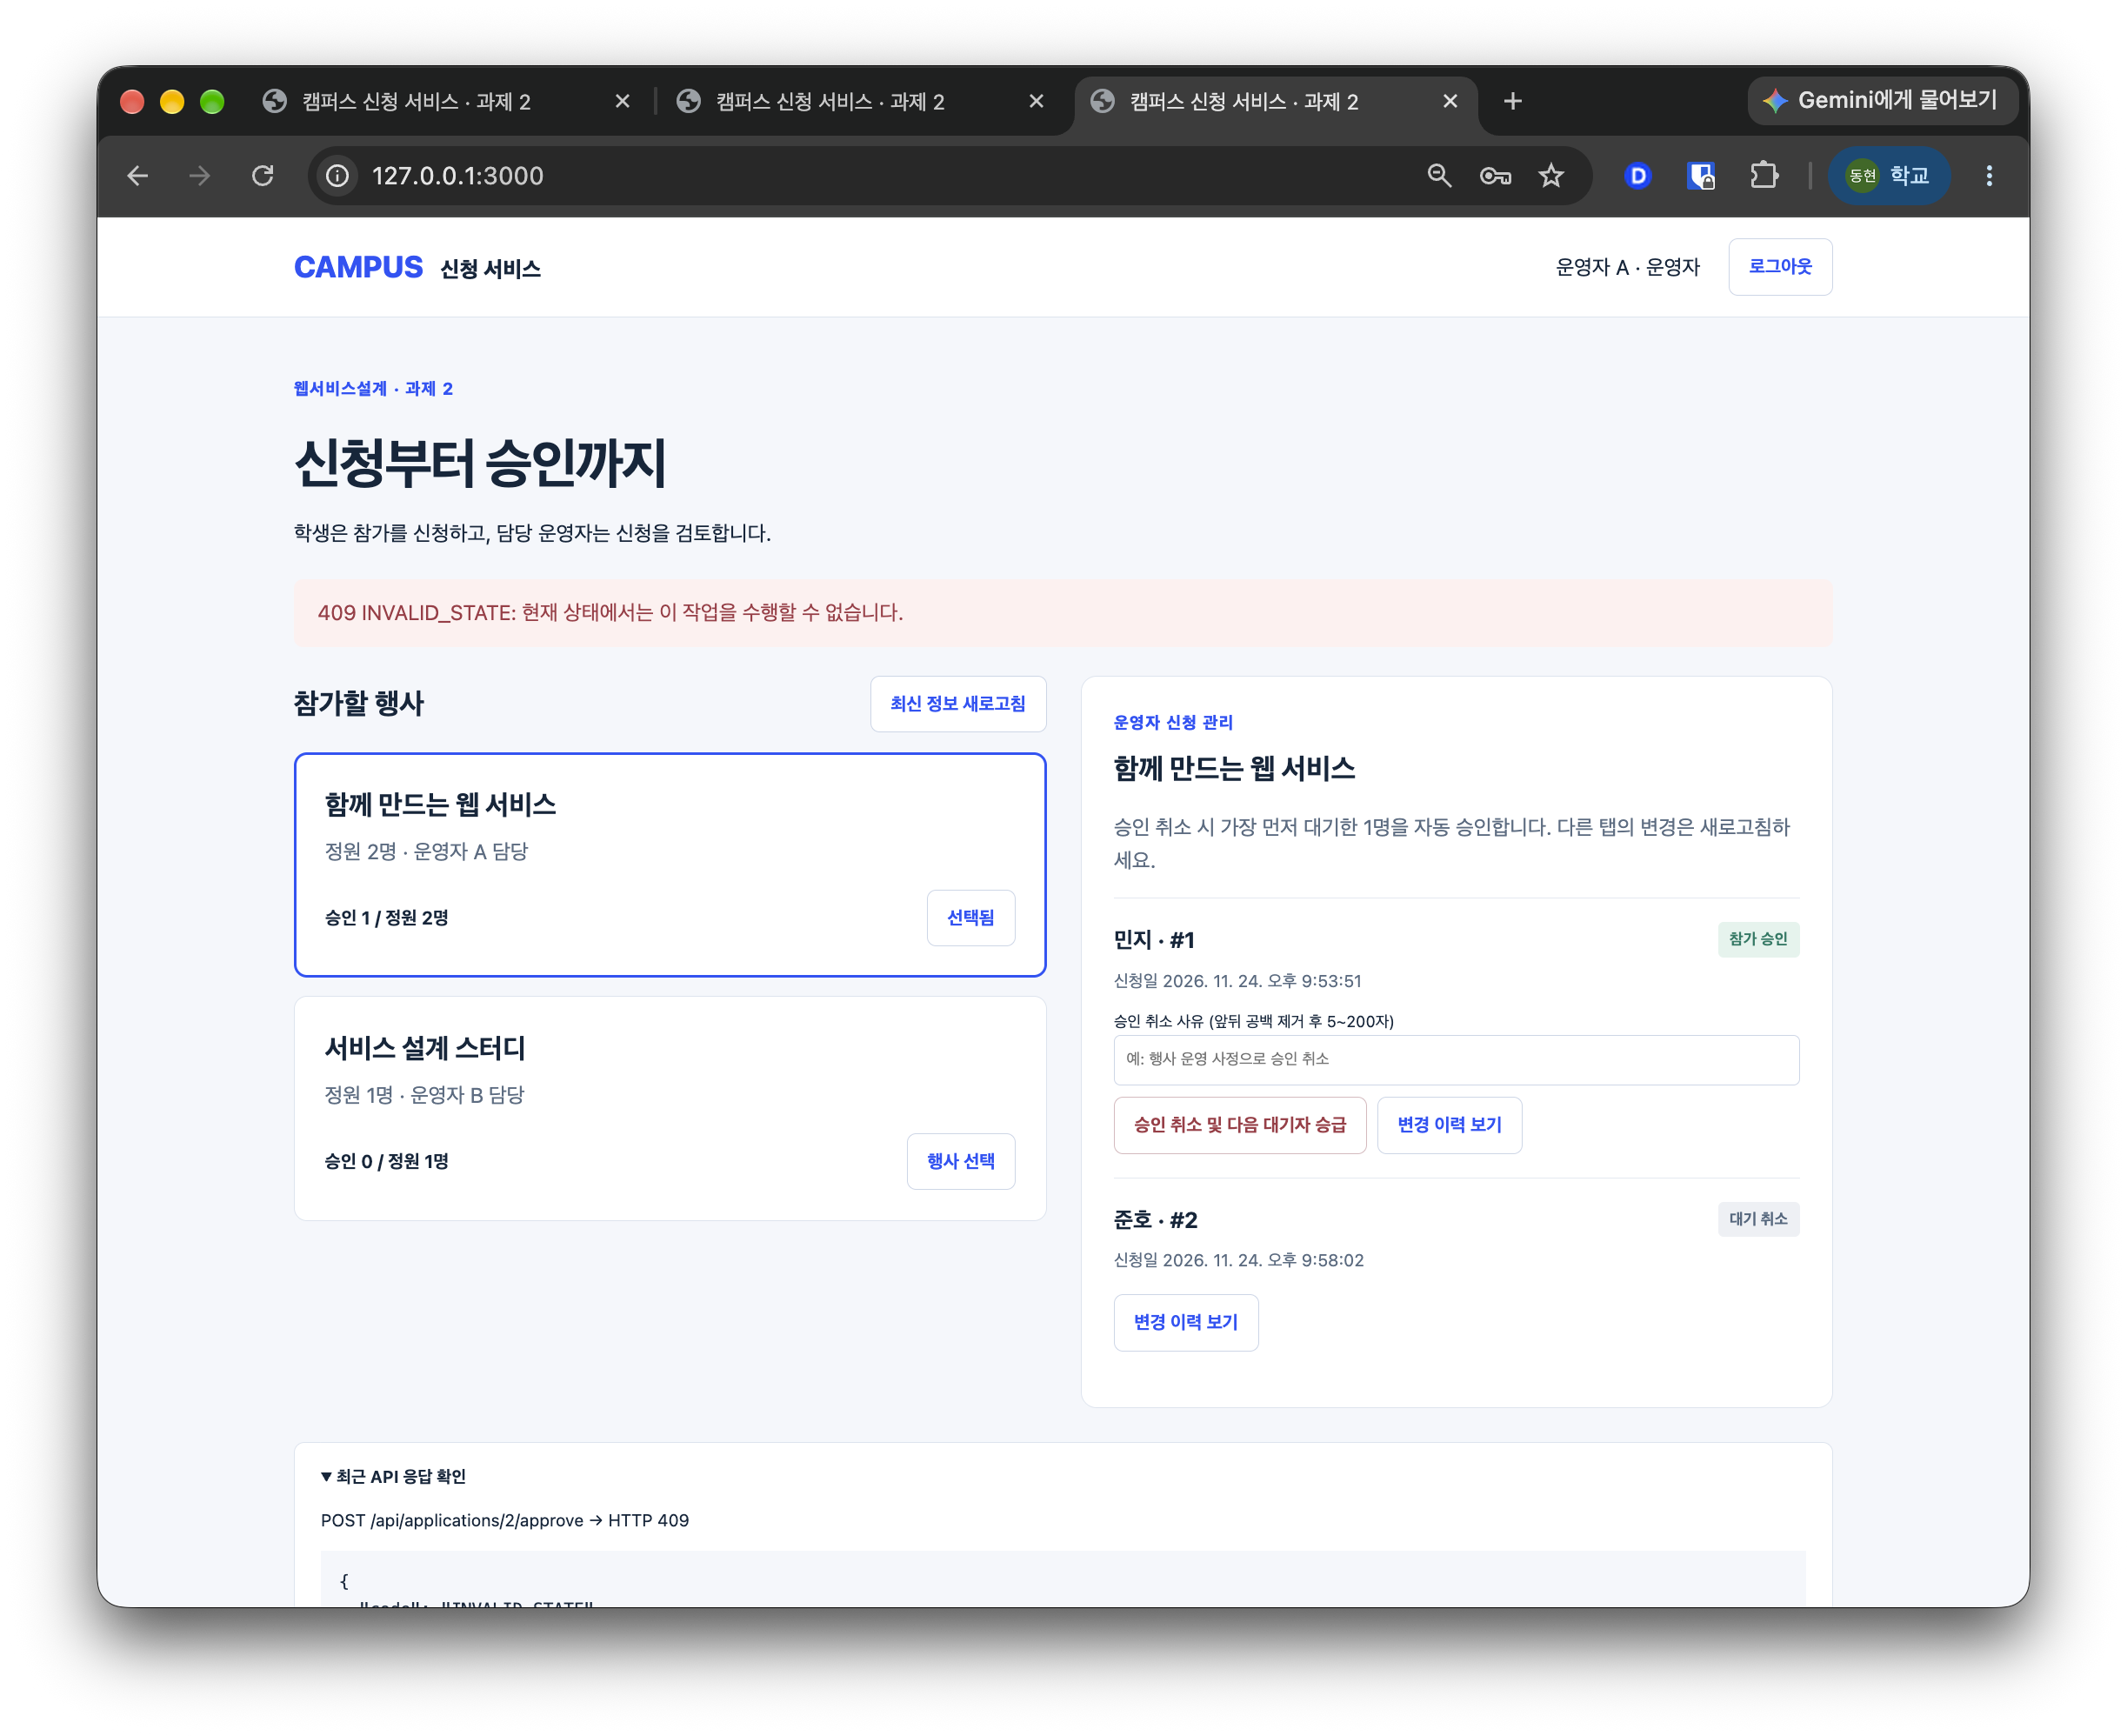 캠퍼스 신청 서비스 · 과제 2
캠퍼스 신청 서비스 · 과제 2
캠퍼스 신청 서비스 · 과제 2
Gemini에게 물어보기
127.0.0.1:3000
D
동현 학교
CAMPUS 신청 서비스
운영자 A · 운영자
로그아웃
웹서비스설계 · 과제 2
신청부터 승인까지
학생은 참가를 신청하고, 담당 운영자는 신청을 검토합니다.
409 INVALID_STATE: 현재 상태에서는 이 작업을 수행할 수 없습니다.
참가할 행사
최신 정보 새로고침
함께 만드는 웹 서비스
정원 2명 · 운영자 A 담당
승인 1 / 정원 2명
선택됨
서비스 설계 스터디
정원 1명 · 운영자 B 담당
승인 0 / 정원 1명
행사 선택
운영자 신청 관리
함께 만드는 웹 서비스
승인 취소 시 가장 먼저 대기한 1명을 자동 승인합니다. 다른 탭의 변경은 새로고침하
세요.
민지 · #1
참가 승인
신청일 2026. 11. 24. 오후 9:53:51
승인 취소 사유 (앞뒤 공백 제거 후 5~200자)
예: 행사 운영 사정으로 승인 취소
승인 취소 및 다음 대기자 승급
변경 이력 보기
준호 · #2
대기 취소
신청일 2026. 11. 24. 오후 9:58:02
변경 이력 보기
▼ 최근 API 응답 확인
POST /api/applications/2/approve → HTTP 409
{
"code": "INVALID_STATE"